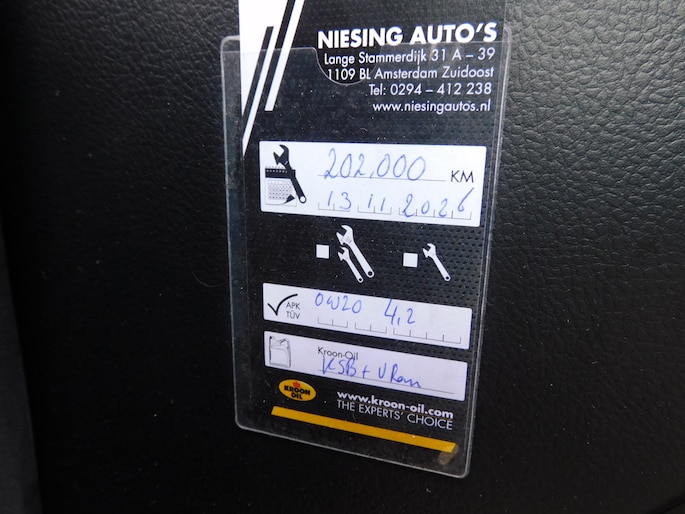 NIESING AUTO'S
Lange Stammerdijk 31 A – 39
1109 BL Amsterdam Zuidoost
Tel: 0294 – 412 238
www.niesingautos.nl
202.000 KM
13 11 2026
APK
TÜV
0W20 4,2
Kroon-Oil
KSB +
KROON
OIL
www.kroon-oil.com
THE EXPERTS' CHOICE